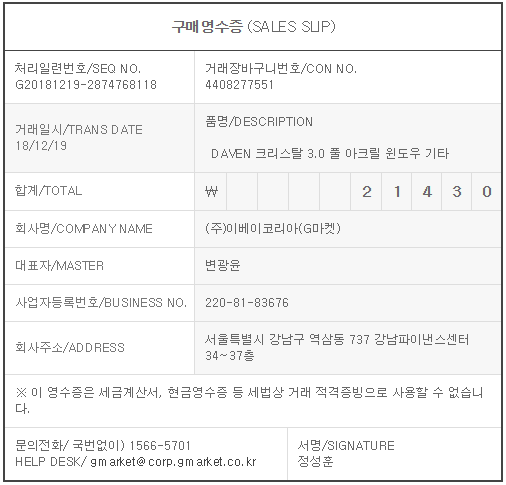 구매영수증 (SALES SLIP)
처리일련번호/SEQ NO.
G20181219-2874768118
거래장바구니번호/CON NO.
4408277551
거래일시/TRANS DATE
18/12/19
품명/DESCRIPTION
DAVEN 크리스탈 3.0 풀 아크릴 윈도우 기타
합계/TOTAL
₩ 2 1 4 3 0
회사명/COMPANY NAME
(주)이베이코리아(G마켓)
대표자/MASTER
변광윤
사업자등록번호/BUSINESS NO.
220-81-83676
회사주소/ADDRESS
서울특별시 강남구 역삼동 737 강남파이낸스센터
34~37층
※ 이 영수증은 세금계산서, 현금영수증 등 세법상 거래 적격증빙으로 사용할 수 없습니
다.
문의전화/ 국번없이) 1566-5701
HELP DESK/ gmarket@corp.gmarket.co.kr
서명/SIGNATURE
정성훈